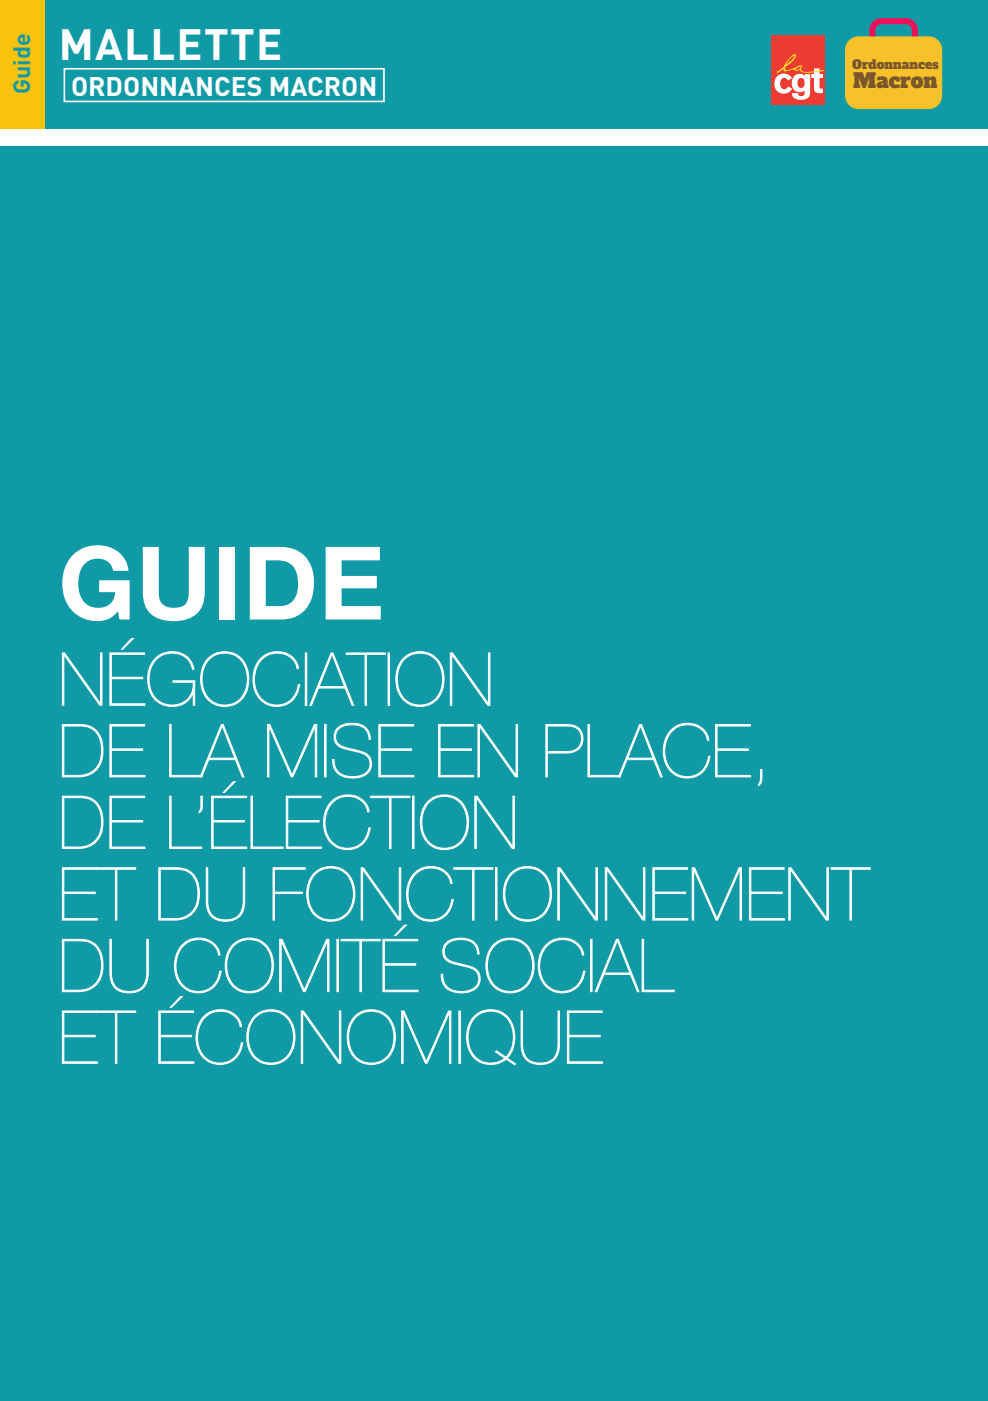 Guide
MALLETTE
ORDONNANCES MACRON
la
cgt
Ordonnances
Macron
GUIDE
NÉGOCIATION
DE LA MISE EN PLACE,
DE L’ÉLECTION
ET DU FONCTIONNEMENT
DU COMITÉ SOCIAL
ET ÉCONOMIQUE